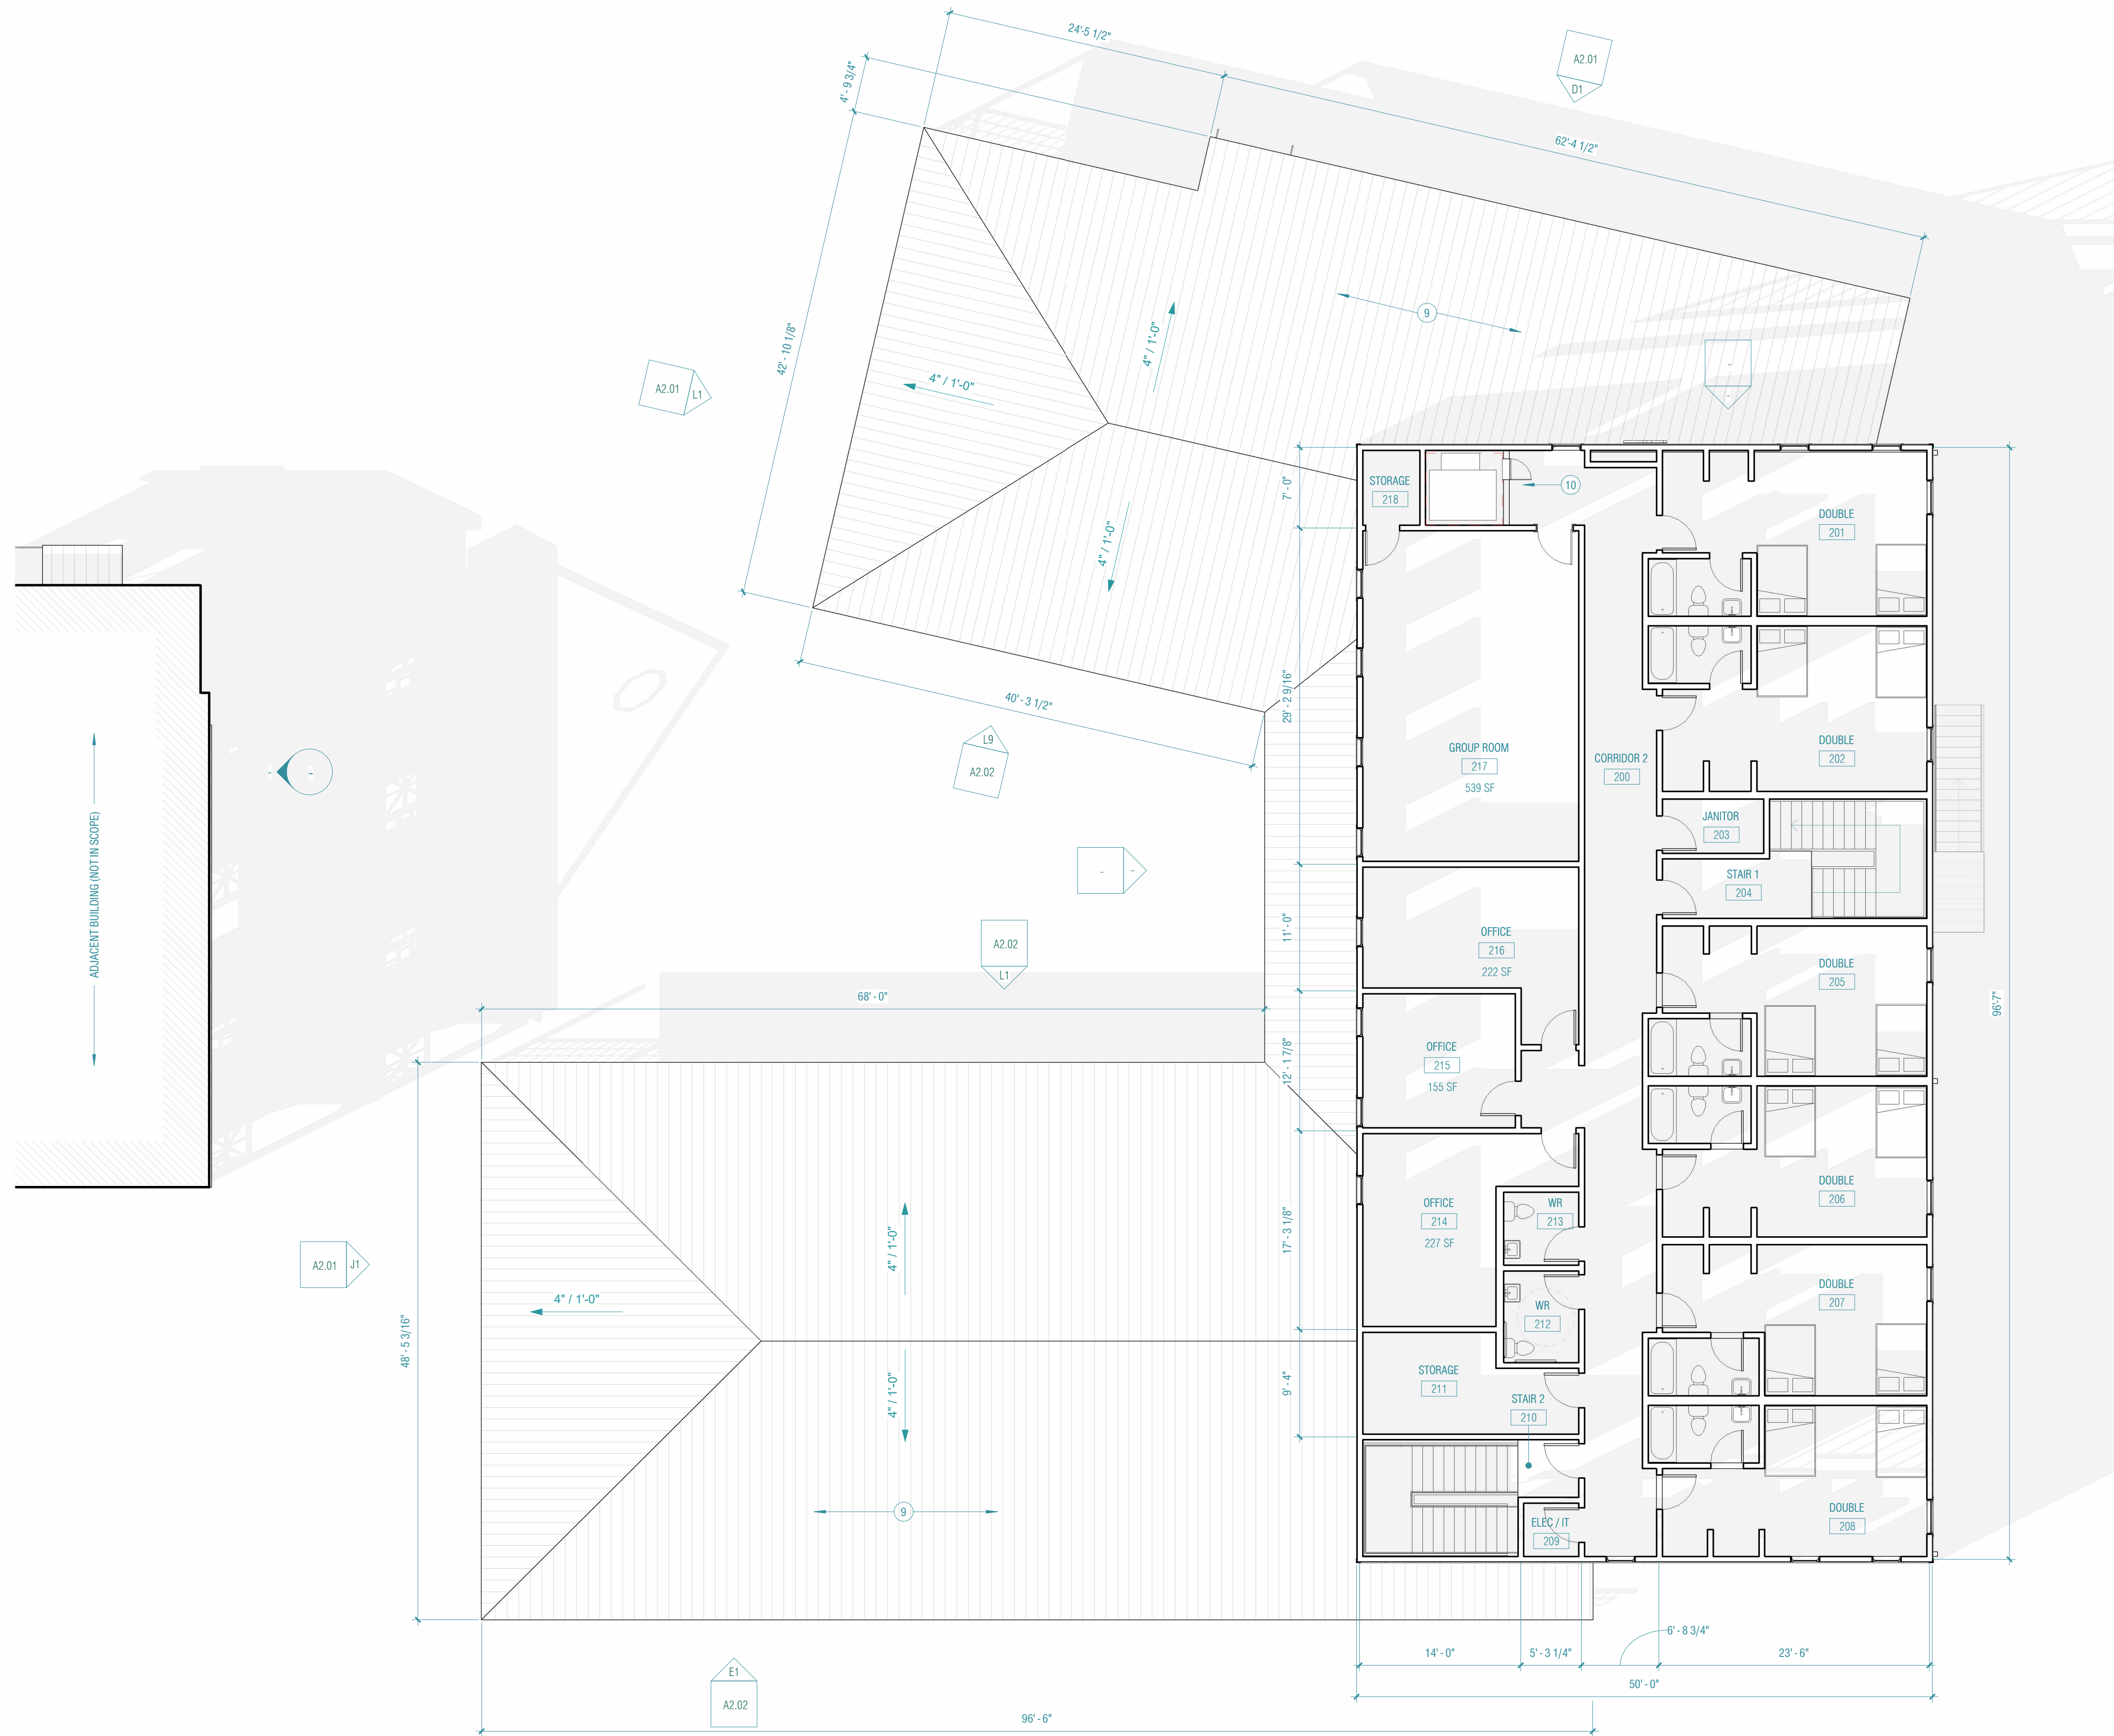 24'-5 1/2"
A2.01
D1
4' - 9 3/4"
62'-4 1/2"
9
4" / 1'-0"
42' - 10 1/8"
4" / 1'-0"
A2.01
L1
-
-
4" / 1'-0"
40' - 3 1/2"
7' - 0"
STORAGE
218
10
DOUBLE
201
29' - 2 9/16"
GROUP ROOM
217
539 SF
CORRIDOR 2
200
DOUBLE
202
L9
A2.02
-
-
ADJACENT BUILDING (NOT IN SCOPE)
JANITOR
203
STAIR 1
204
-
-
A2.02
L1
11' - 0"
OFFICE
216
222 SF
DOUBLE
205
68' - 0"
96'-7"
12' - 1 7/8"
OFFICE
215
155 SF
DOUBLE
206
17' - 3 1/8"
OFFICE
214
227 SF
WR
213
A2.01
J1
4" / 1'-0"
4" / 1'-0"
48' - 5 3/16"
WR
212
DOUBLE
207
4" / 1'-0"
9' - 4"
STORAGE
211
STAIR 2
210
9
ELEC / IT
209
DOUBLE
208
6' - 8 3/4"
14' - 0"
5' - 3 1/4"
23' - 6"
50' - 0"
E1
A2.02
96' - 6"